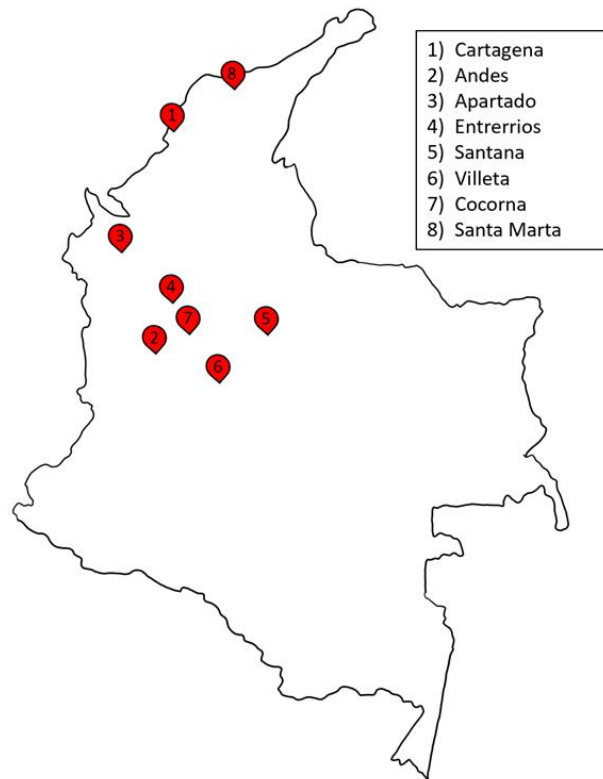 1) Cartagena
2) Andes
3) Apartado
4) Entrerrios
5) Santana
6) Villeta
7) Cocorna
8) Santa Marta
8
1
3
4
7
5
2
6